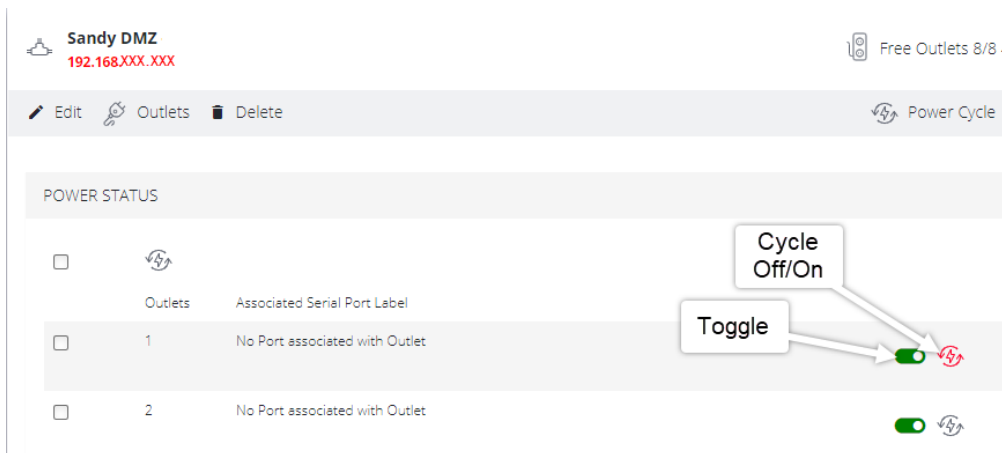 Sandy DMZ
192.168.XXX.XXX
Free Outlets 8/8
Edit Outlets Delete Power Cycle
POWER STATUS
Cycle
Off/On
Outlets Associated Serial Port Label
Toggle
1 No Port associated with Outlet
2 No Port associated with Outlet